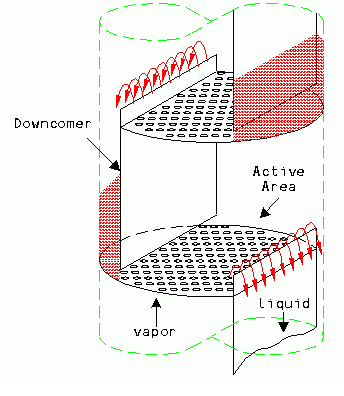 Downcomer
Active
Area
liquid
vapor